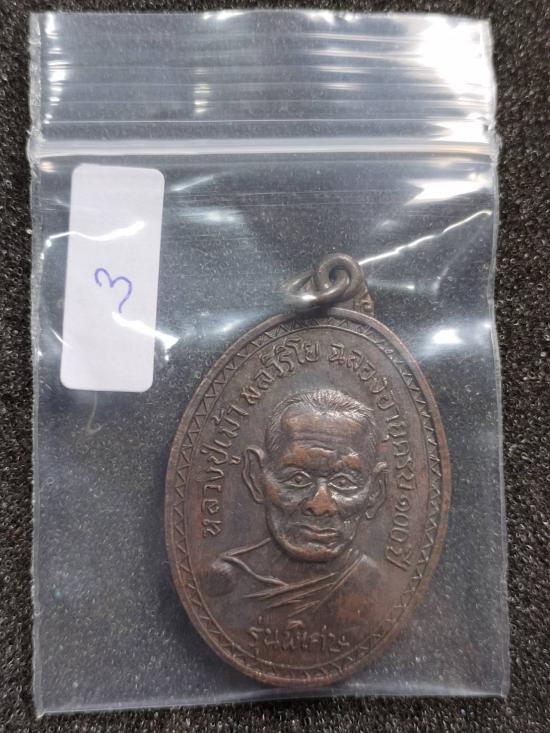 3
หลวงปู่เม้า พลวิริโย ฉลองอายุครบ ๑๐๐ ปี
รุ่นพิเศษ